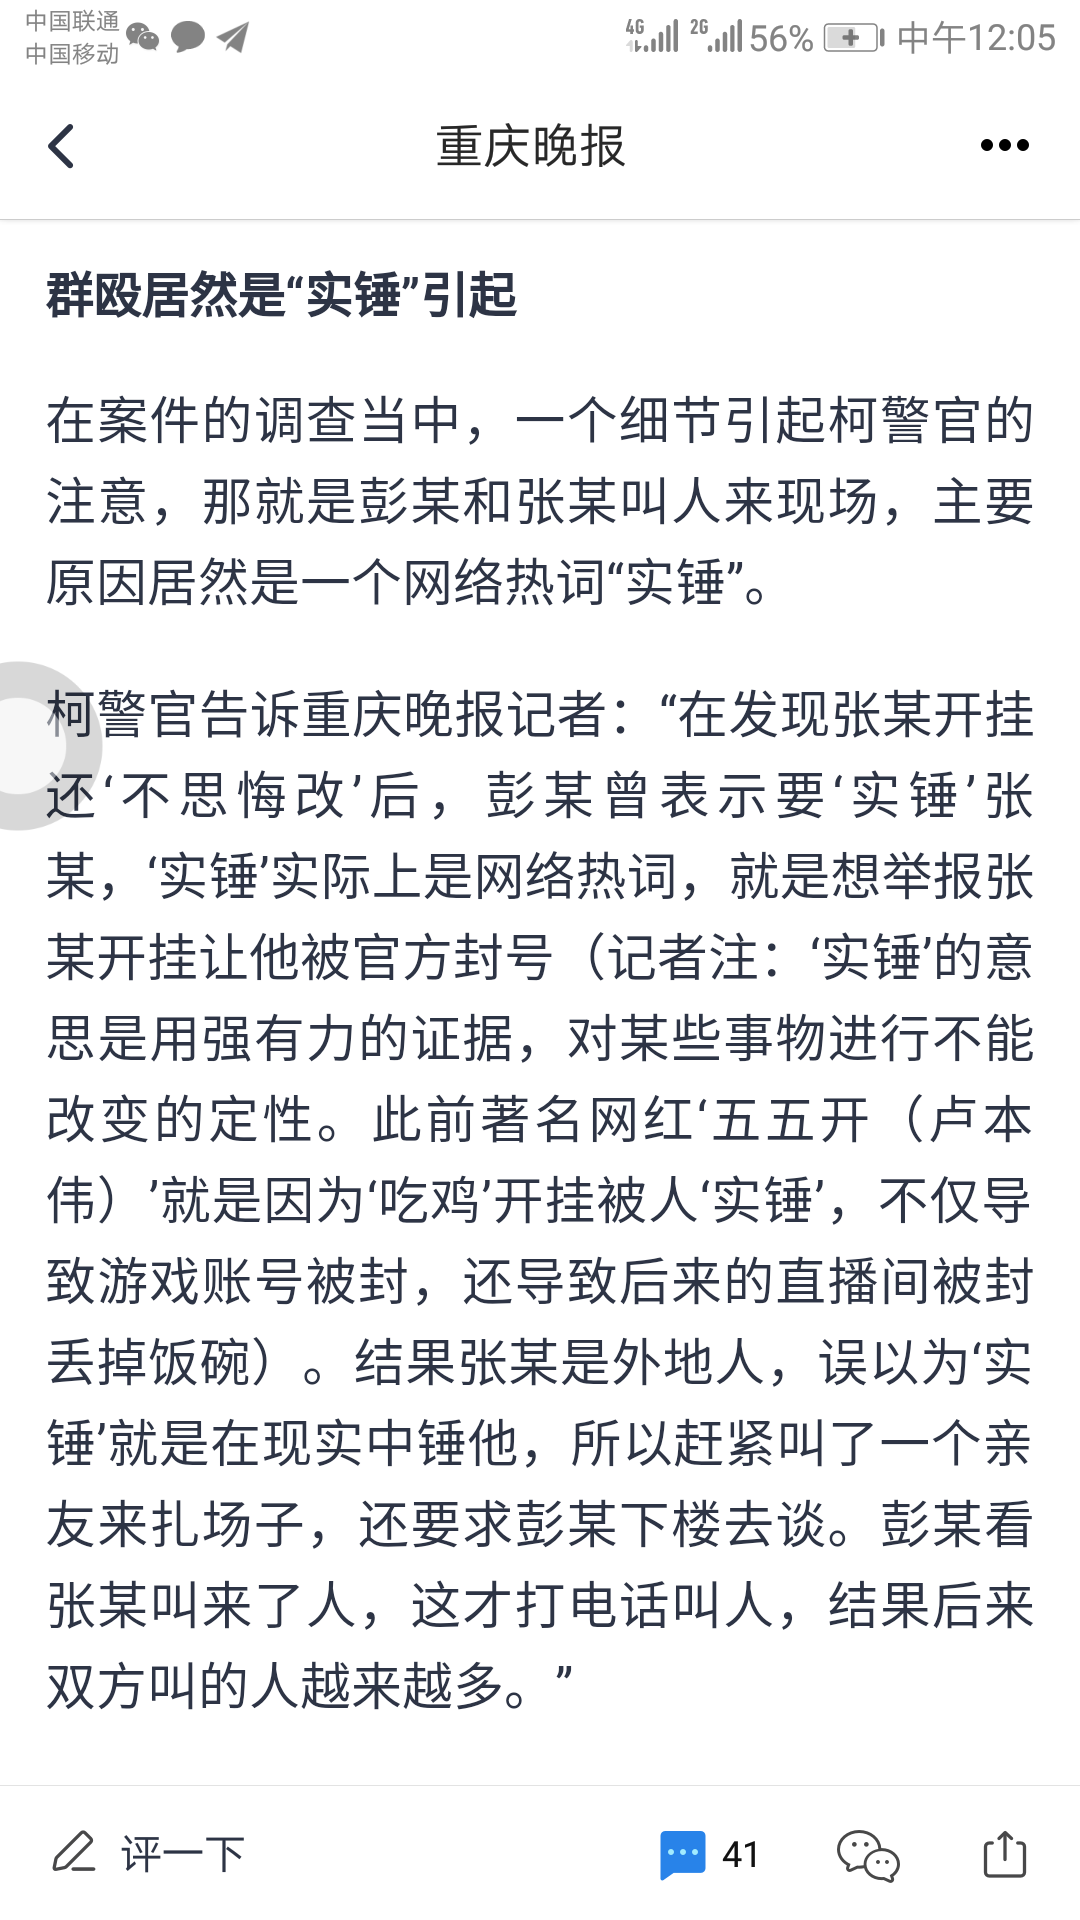 中国联通
中国移动
4G 2G 56% 中午12:05
重庆晚报
群殴居然是“实锤”引起
在案件的调查当中，一个细节引起柯警官的
注意，那就是彭某和张某叫人来现场，主要
原因居然是一个网络热词“实锤”。
柯警官告诉重庆晚报记者：“在发现张某开挂
还‘不思悔改’后，彭某曾表示要‘实锤’张
某，‘实锤’实际上是网络热词，就是想举报张
某开挂让他被官方封号（记者注：‘实锤’的意
思是用强有力的证据，对某些事物进行不能
改变的定性。此前著名网红‘五五开（卢本
伟）’就是因为‘吃鸡’开挂被人‘实锤’，不仅导
致游戏账号被封，还导致后来的直播间被封
丢掉饭碗）。结果张某是外地人，误以为‘实
锤’就是在现实中锤他，所以赶紧叫了一个亲
友来扎场子，还要求彭某下楼去谈。彭某看
张某叫来了人，这才打电话叫人，结果后来
双方叫的人越来越多。”
评一下 41